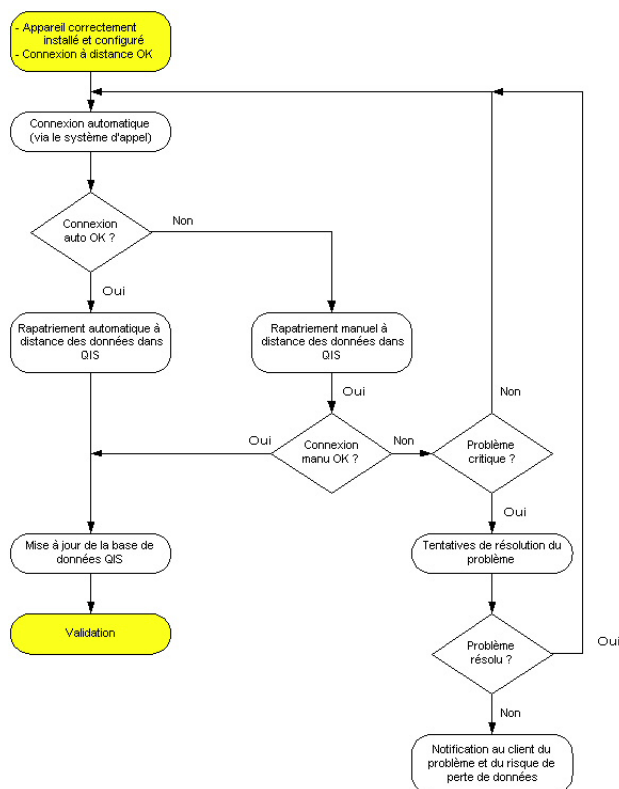 - Appareil correctement
installé et configuré
- Connexion à distance OK
Connexion automatique
(via le système d'appel)
Connexion
auto OK ?
Non
Oui
Rapatriement automatique à
distance des données dans
QIS
Rapatriement manuel à
distance des données dans
QIS
Oui
Non
Oui
Connexion
manu OK ?
Non
Problème
critique ?
Oui
Mise à jour de la base de
données QIS
Tentatives de résolution du
problème
Validation
Problème
résolu ?
Oui
Non
Notification au client du
problème et du risque de
perte de données